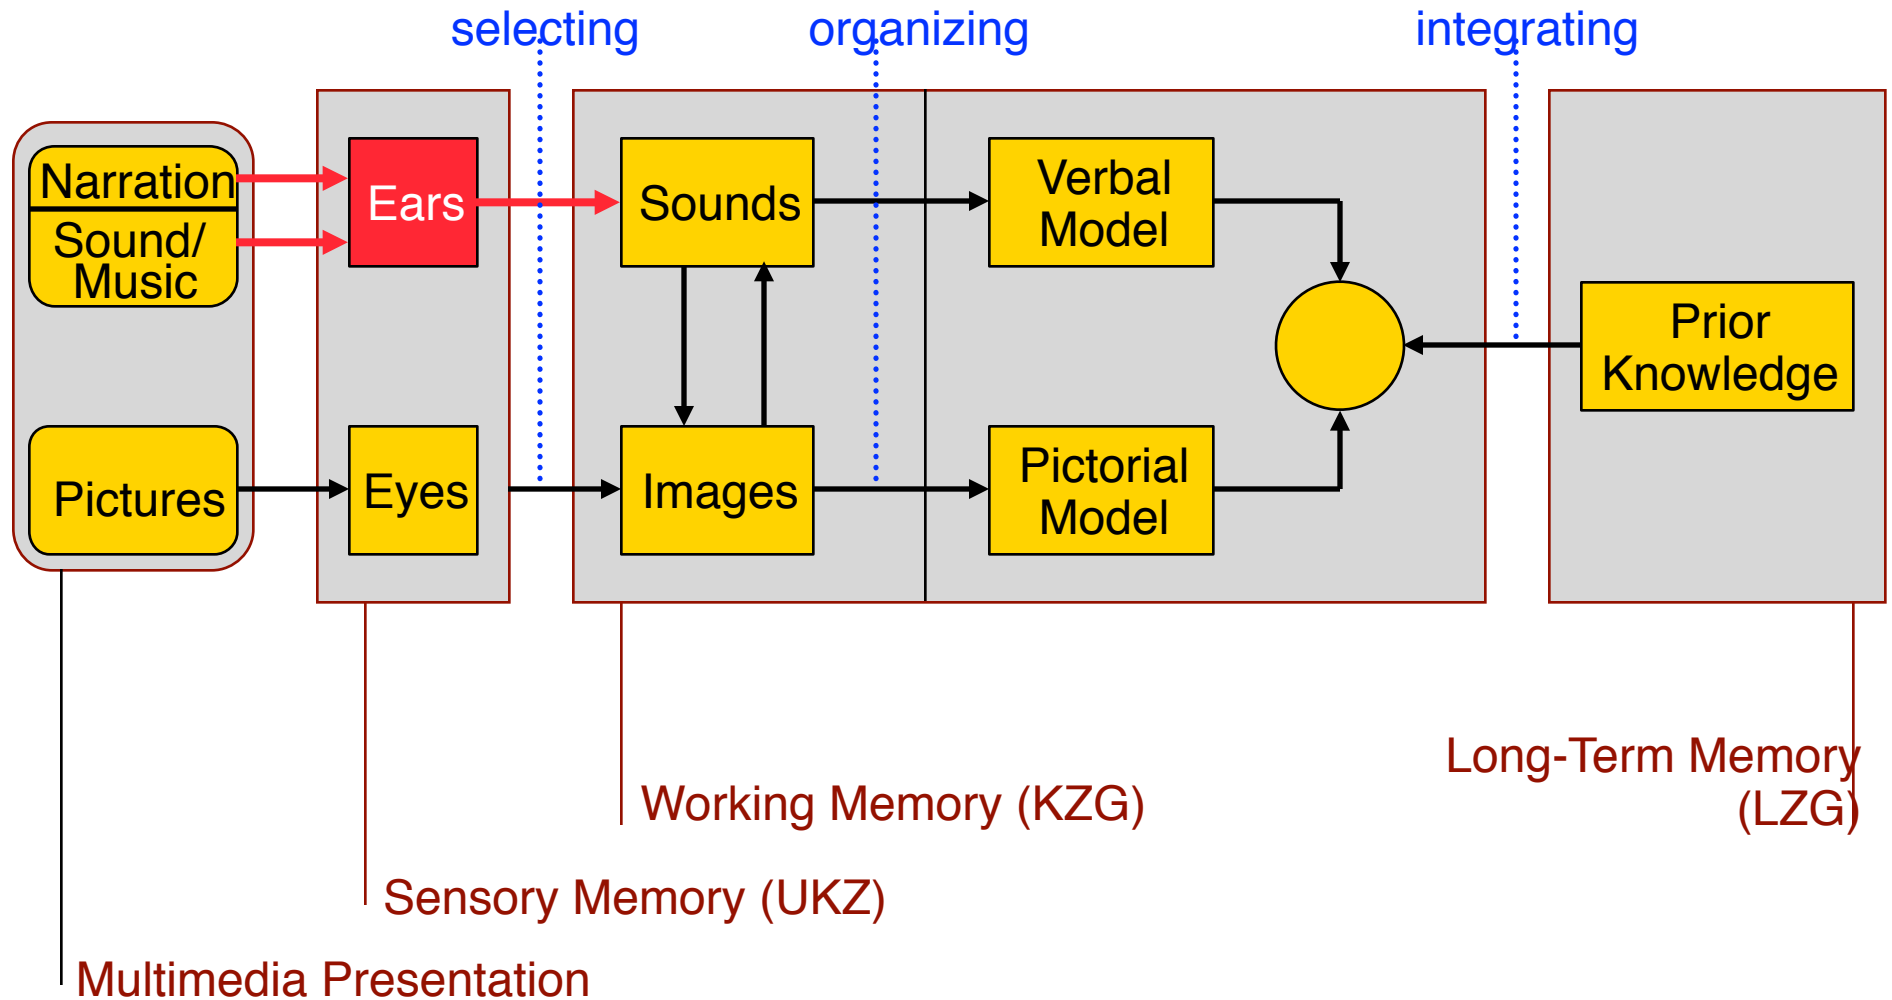 selecting
organizing
integrating
Narration
Sound/
Music
Pictures
Ears
Eyes
Sounds
Images
Verbal
Model
Pictorial
Model
Prior
Knowledge
Long-Term Memory
(LZG)
Working Memory (KZG)
Sensory Memory (UKZ)
Multimedia Presentation